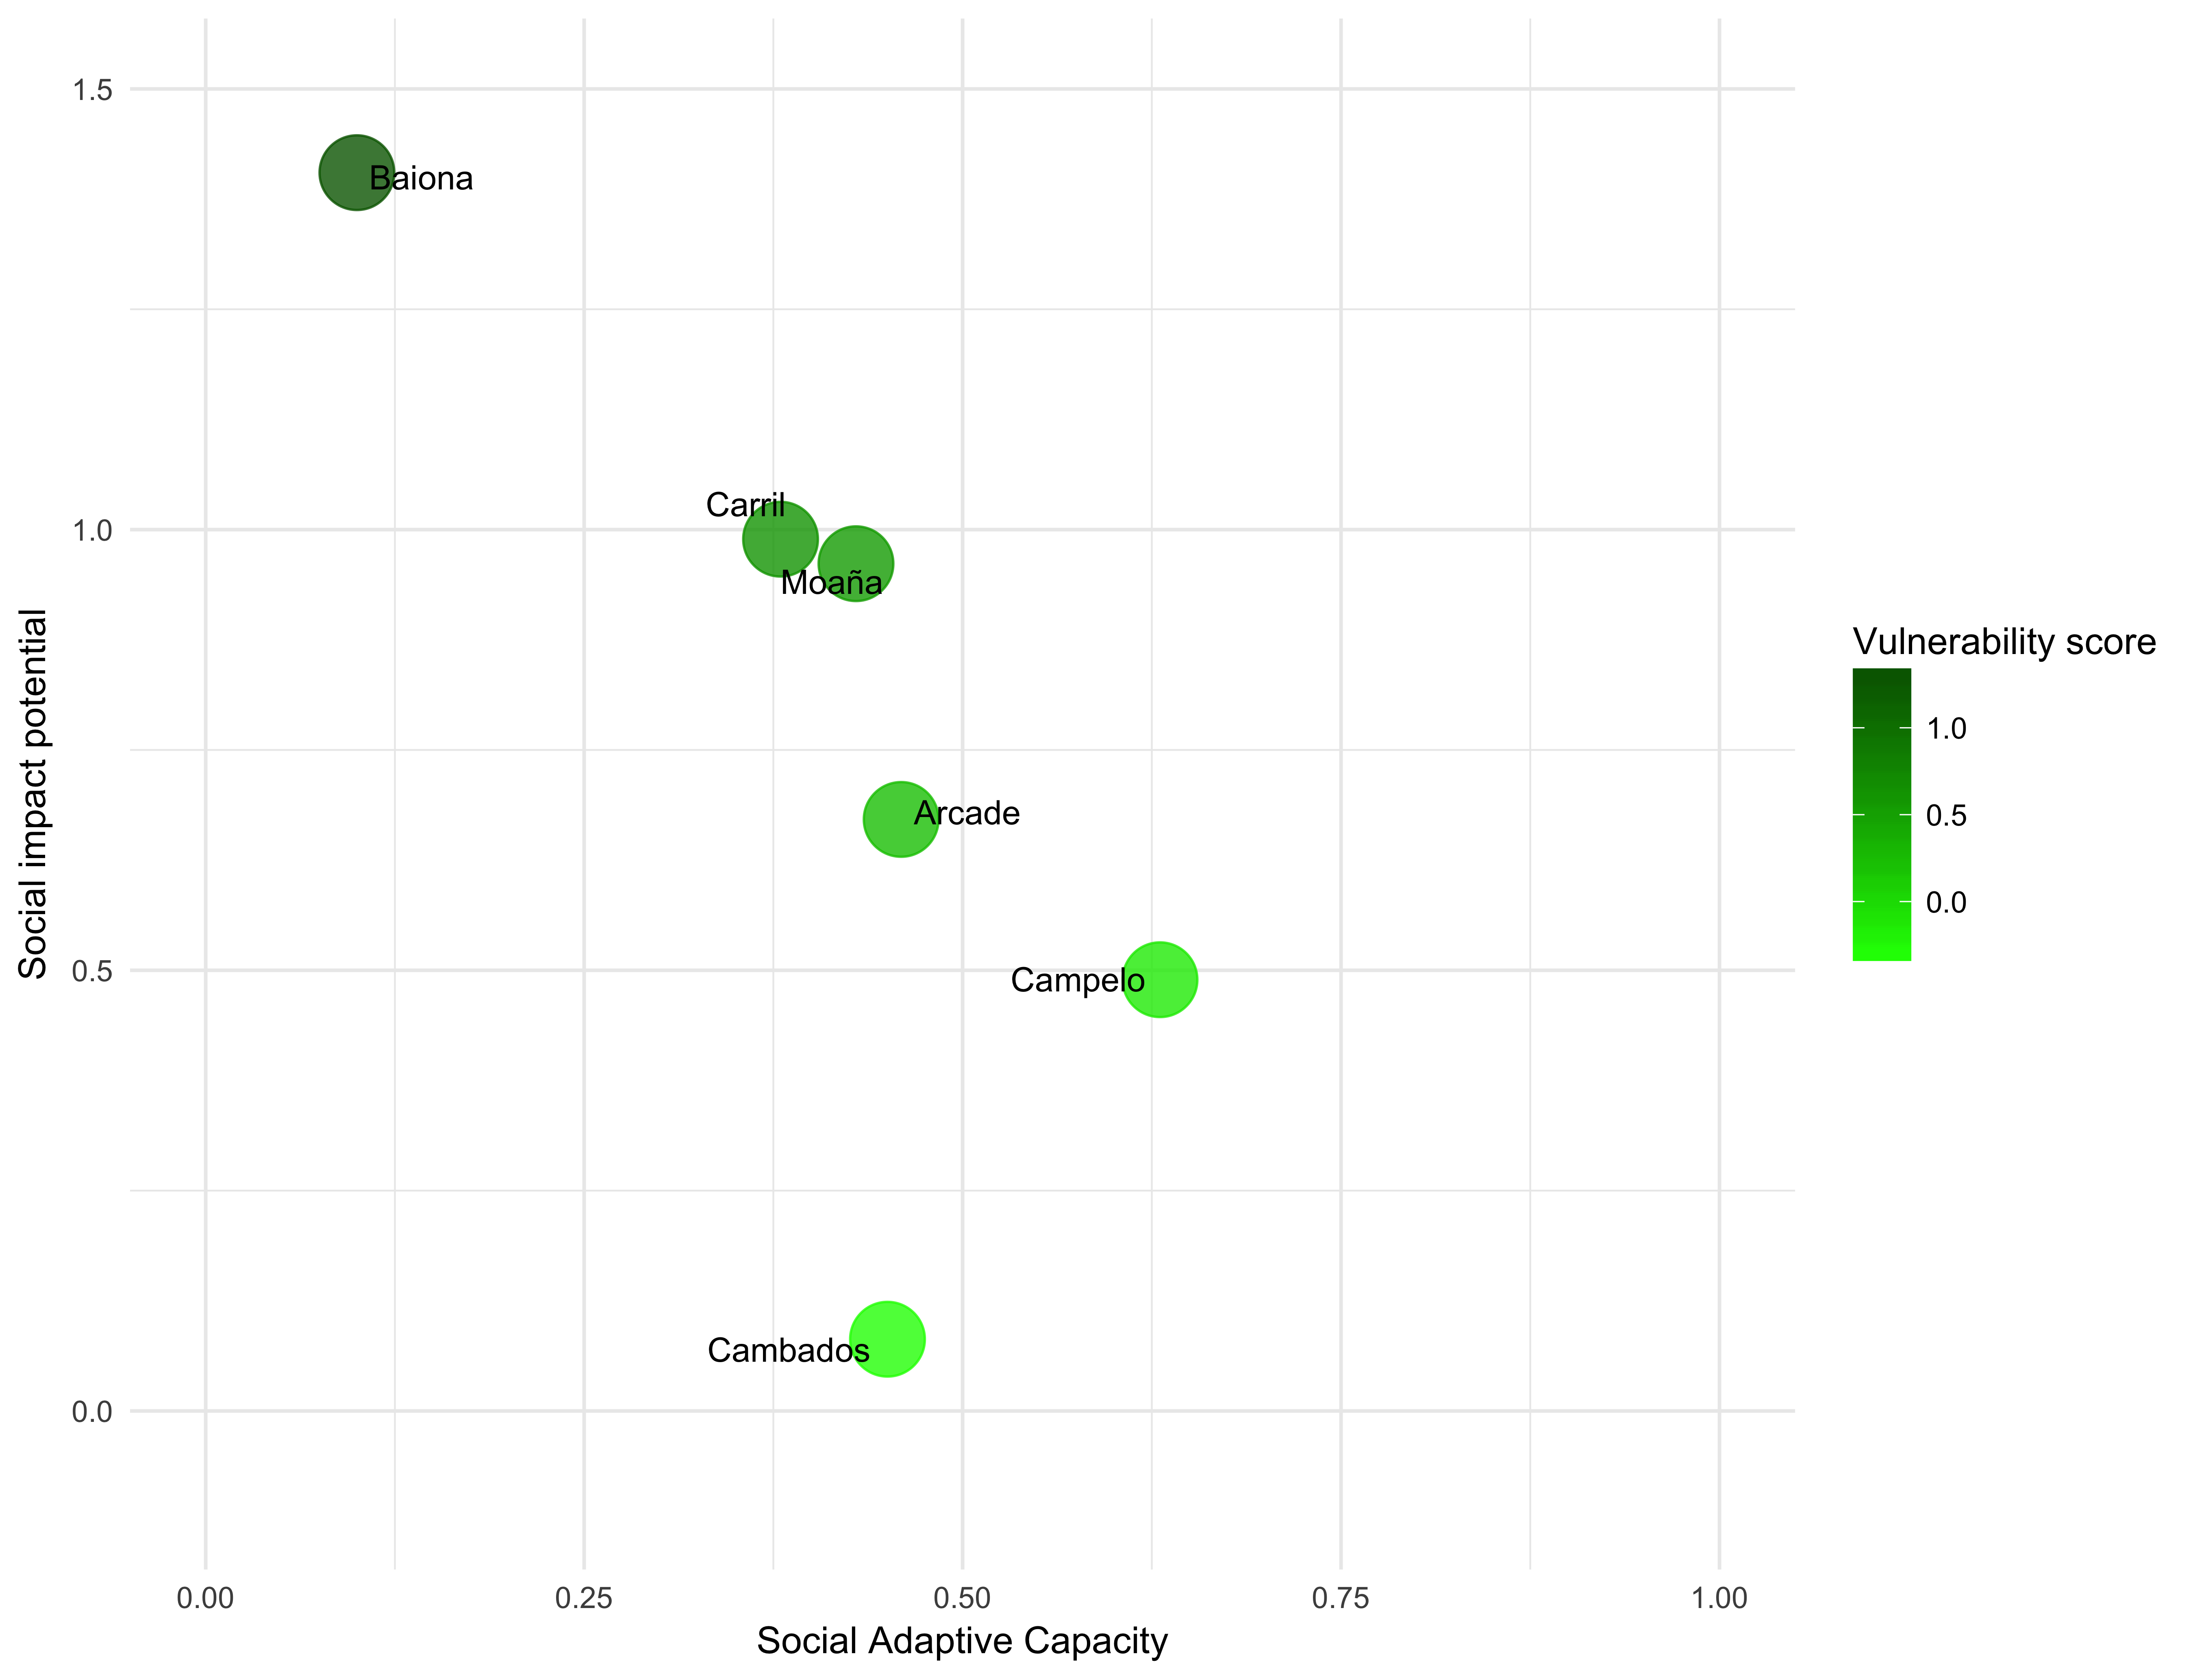 1.5
Baiona
Carril
1.0
Moaña
Social impact potential
Vulnerability score
1.0
0.5
0.0
Arcade
0.5
Campelo
Cambados
0.0
0.00 0.25 0.50 0.75 1.00
Social Adaptive Capacity